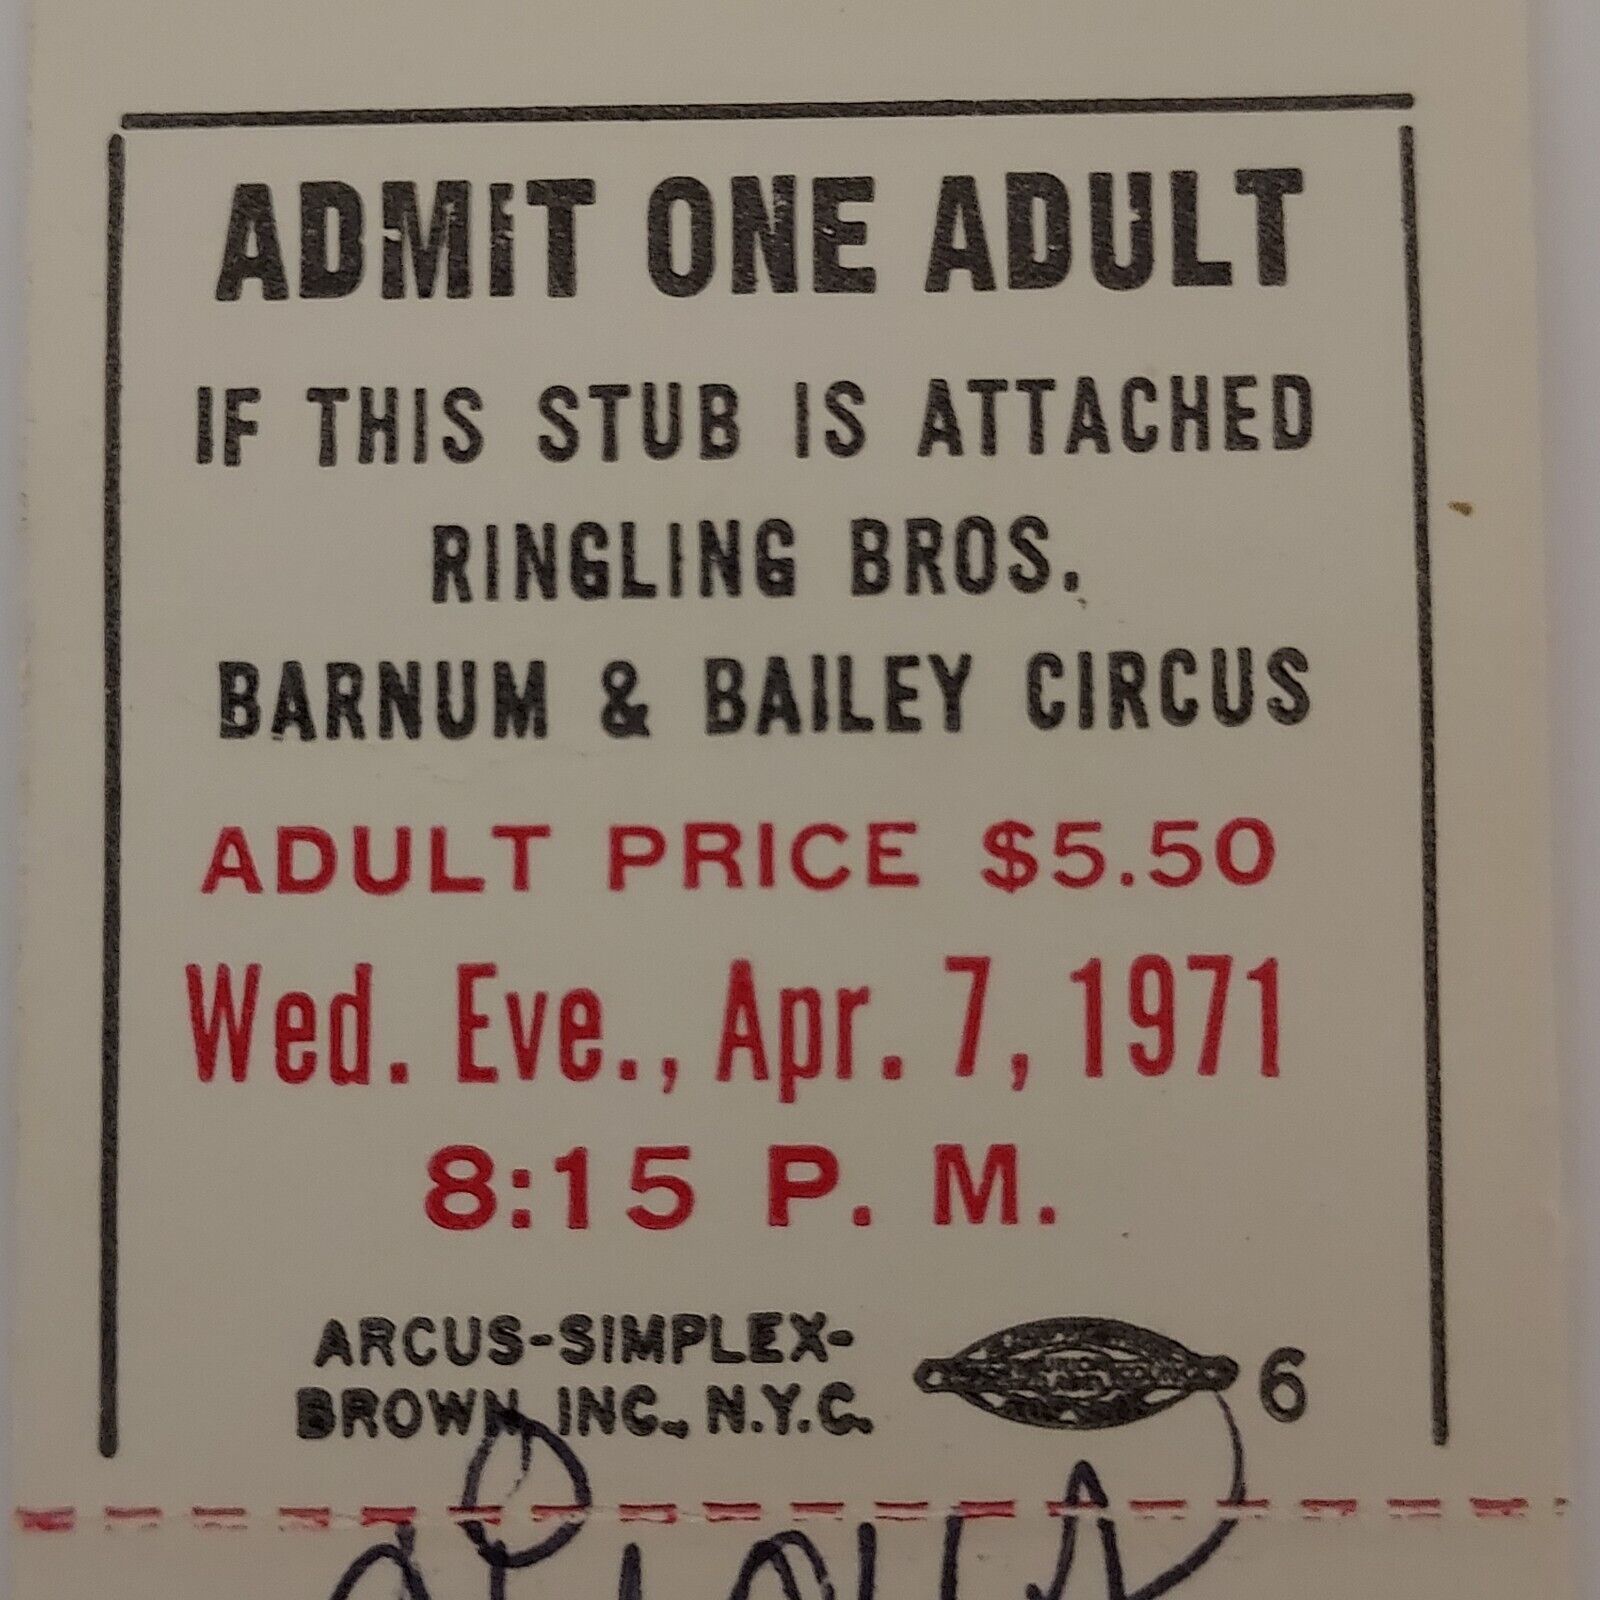 ADMIT ONE ADULT
IF THIS STUB IS ATTACHED
RINGLING BROS.
BARNUM & BAILEY CIRCUS
ADULT PRICE $5.50
Wed. Eve., Apr. 7, 1971
8:15 P. M.
ARCUS-SIMPLEX-
BROWN, INC., N.Y.C.
6